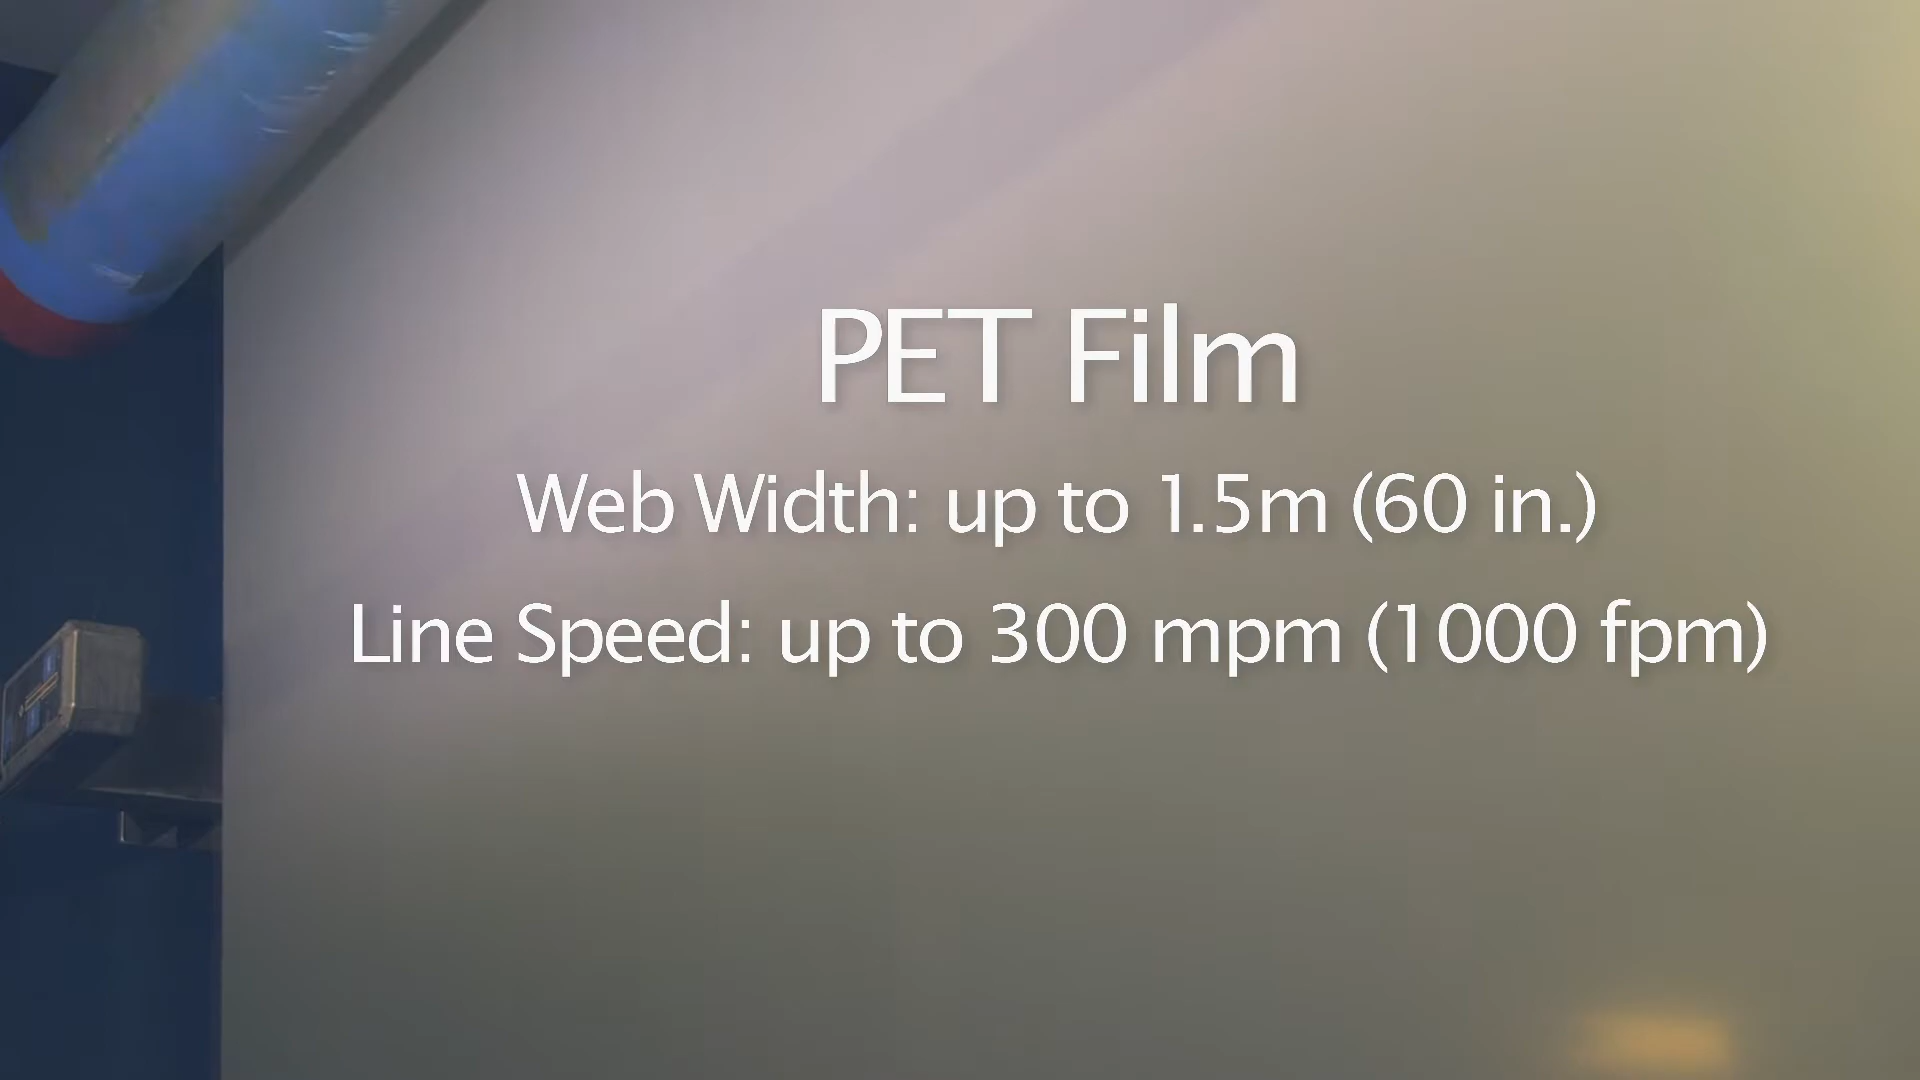 PET Film
Web Width: up to 1.5m (60 in.)
Line Speed: up to 300 mpm (1000 fpm)